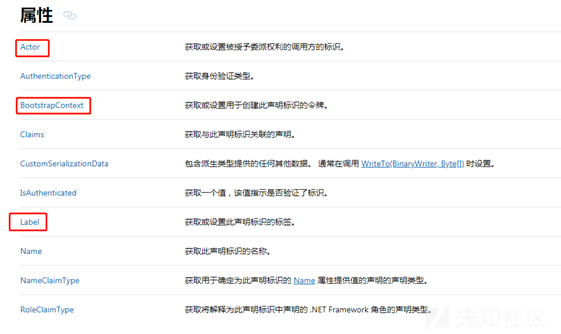 属性
Actor 获取或设置被授予委派权利的调用方的标识。
AuthenticationType 获取身份验证类型。
BootstrapContext 获取或设置用于创建此声明标识的令牌。
Claims 获取与此声明标识关联的声明。
CustomSerializationData 包含派生类型提供的任何其他数据。 通常在调用 WriteTo(BinaryWriter, Byte[]) 时设置。
IsAuthenticated 获取一个值，该值指示是否验证了标识。
Label 获取或设置此声明标识的标签。
Name 获取此声明标识的名称。
NameClaimType 获取用于确定为此声明标识的 Name 属性提供值的声明的声明类型。
RoleClaimType 获取将解释为此声明标识中声明的 .NET Framework 角色的声明类型。
先知社区